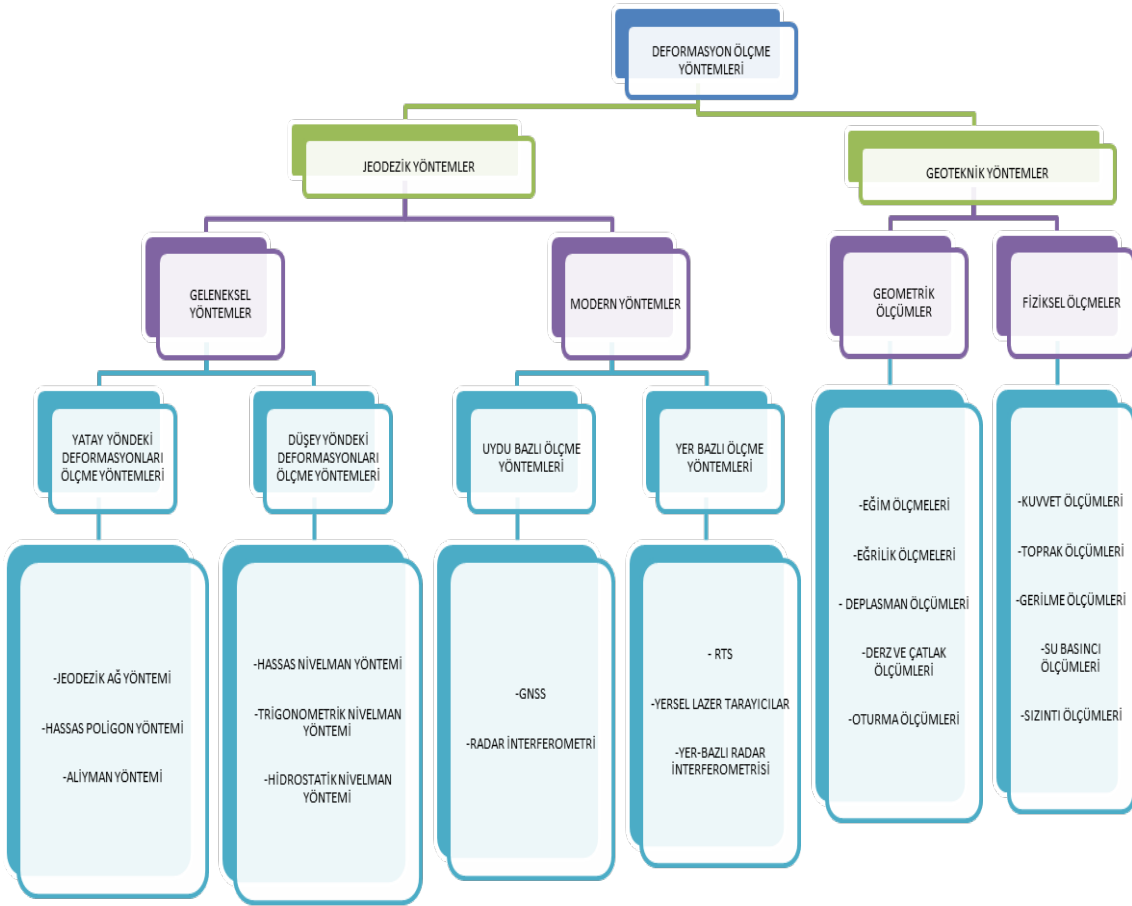 DEFORMASYON ÖLÇME
YÖNTEMLERİ
JEODEZİK YÖNTEMLER
GEOTEKNİK YÖNTEMLER
GELENEKSEL
YÖNTEMLER
MODERN YÖNTEMLER
GEOMETRİK
ÖLÇÜMLER
FİZİKSEL ÖLÇMELER
YATAY YÖNDEKİ
DEFORMASYONLARI
ÖLÇME YÖNTEMLERİ
DÜŞEY YÖNDEKİ
DEFORMASYONLARI
ÖLÇME YÖNTEMLERİ
UYDU BAZLI ÖLÇME
YÖNTEMLERİ
YER BAZLI ÖLÇME
YÖNTEMLERİ
-JEODEZİK AĞ YÖNTEMİ
-HASSAS POLİGON YÖNTEMİ
-ALİYMAN YÖNTEMİ
-HASSAS NİVELMAN YÖNTEMİ
-TRİGONOMETRİK NİVELMAN
YÖNTEMİ
-HİDROSTATİK NİVELMAN
YÖNTEMİ
-GNSS
-RADAR İNTERFEROMETRİ
- RTS
-YERSEL LAZER TARAYICILAR
-YER-BAZLI RADAR
İNTERFEROMETRİSİ
-EĞİM ÖLÇMELERİ
-EĞRİLİK ÖLÇMELERİ
- DEPLASMAN ÖLÇÜMLERİ
-DERZ VE ÇATLAK
ÖLÇÜMLERİ
-OTURMA ÖLÇÜMLERİ
-KUVVET ÖLÇÜMLERİ
-TOPRAK ÖLÇÜMLERİ
-GERİLME ÖLÇÜMLERİ
-SU BASINCI
ÖLÇÜMLERİ
-SIZINTI ÖLÇÜMLERİ